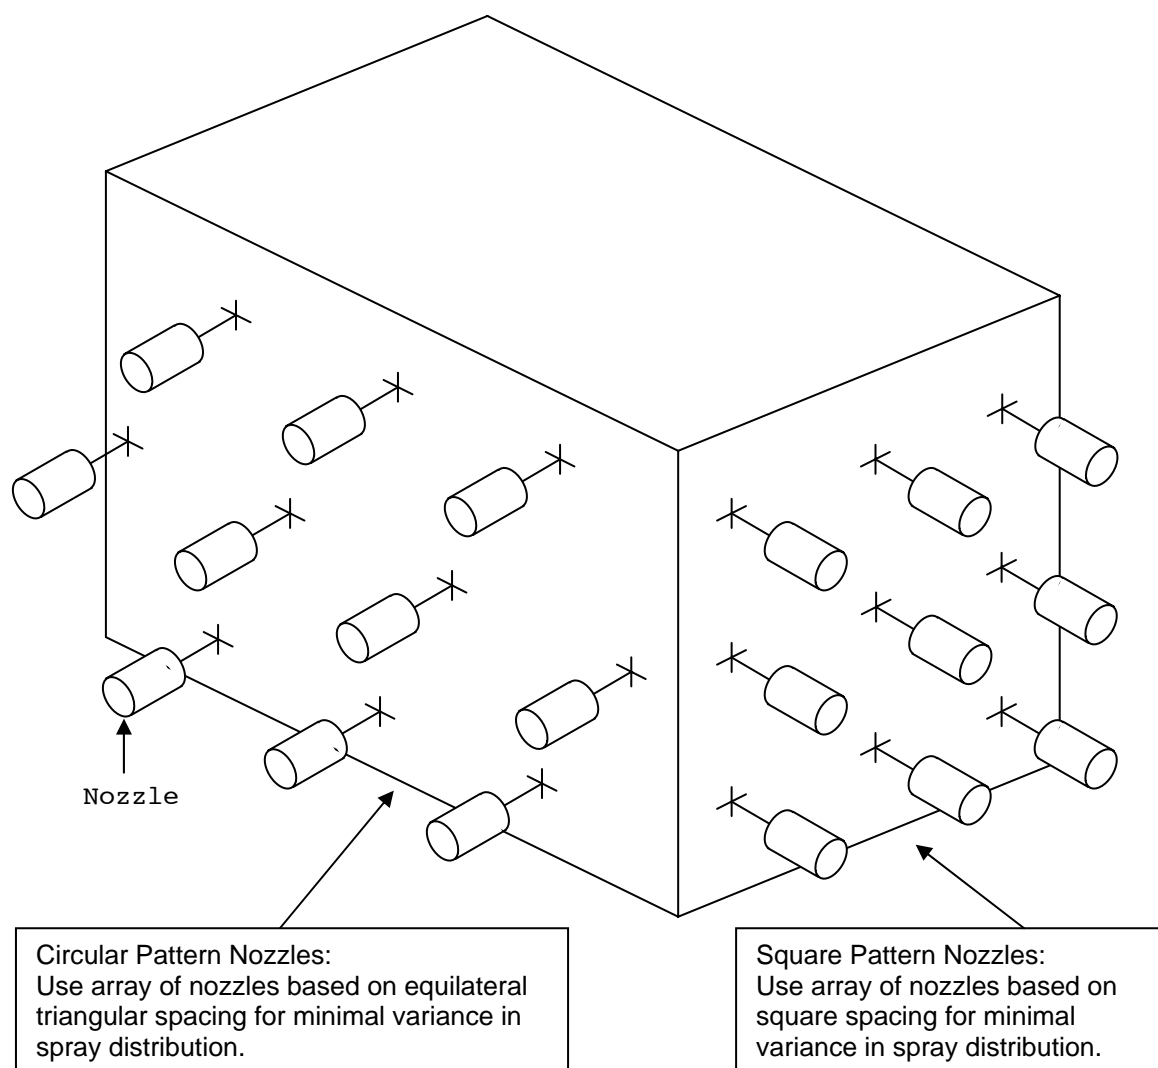 Nozzle
Circular Pattern Nozzles:
Use array of nozzles based on equilateral
triangular spacing for minimal variance in
spray distribution.
Square Pattern Nozzles:
Use array of nozzles based on
square spacing for minimal
variance in spray distribution.